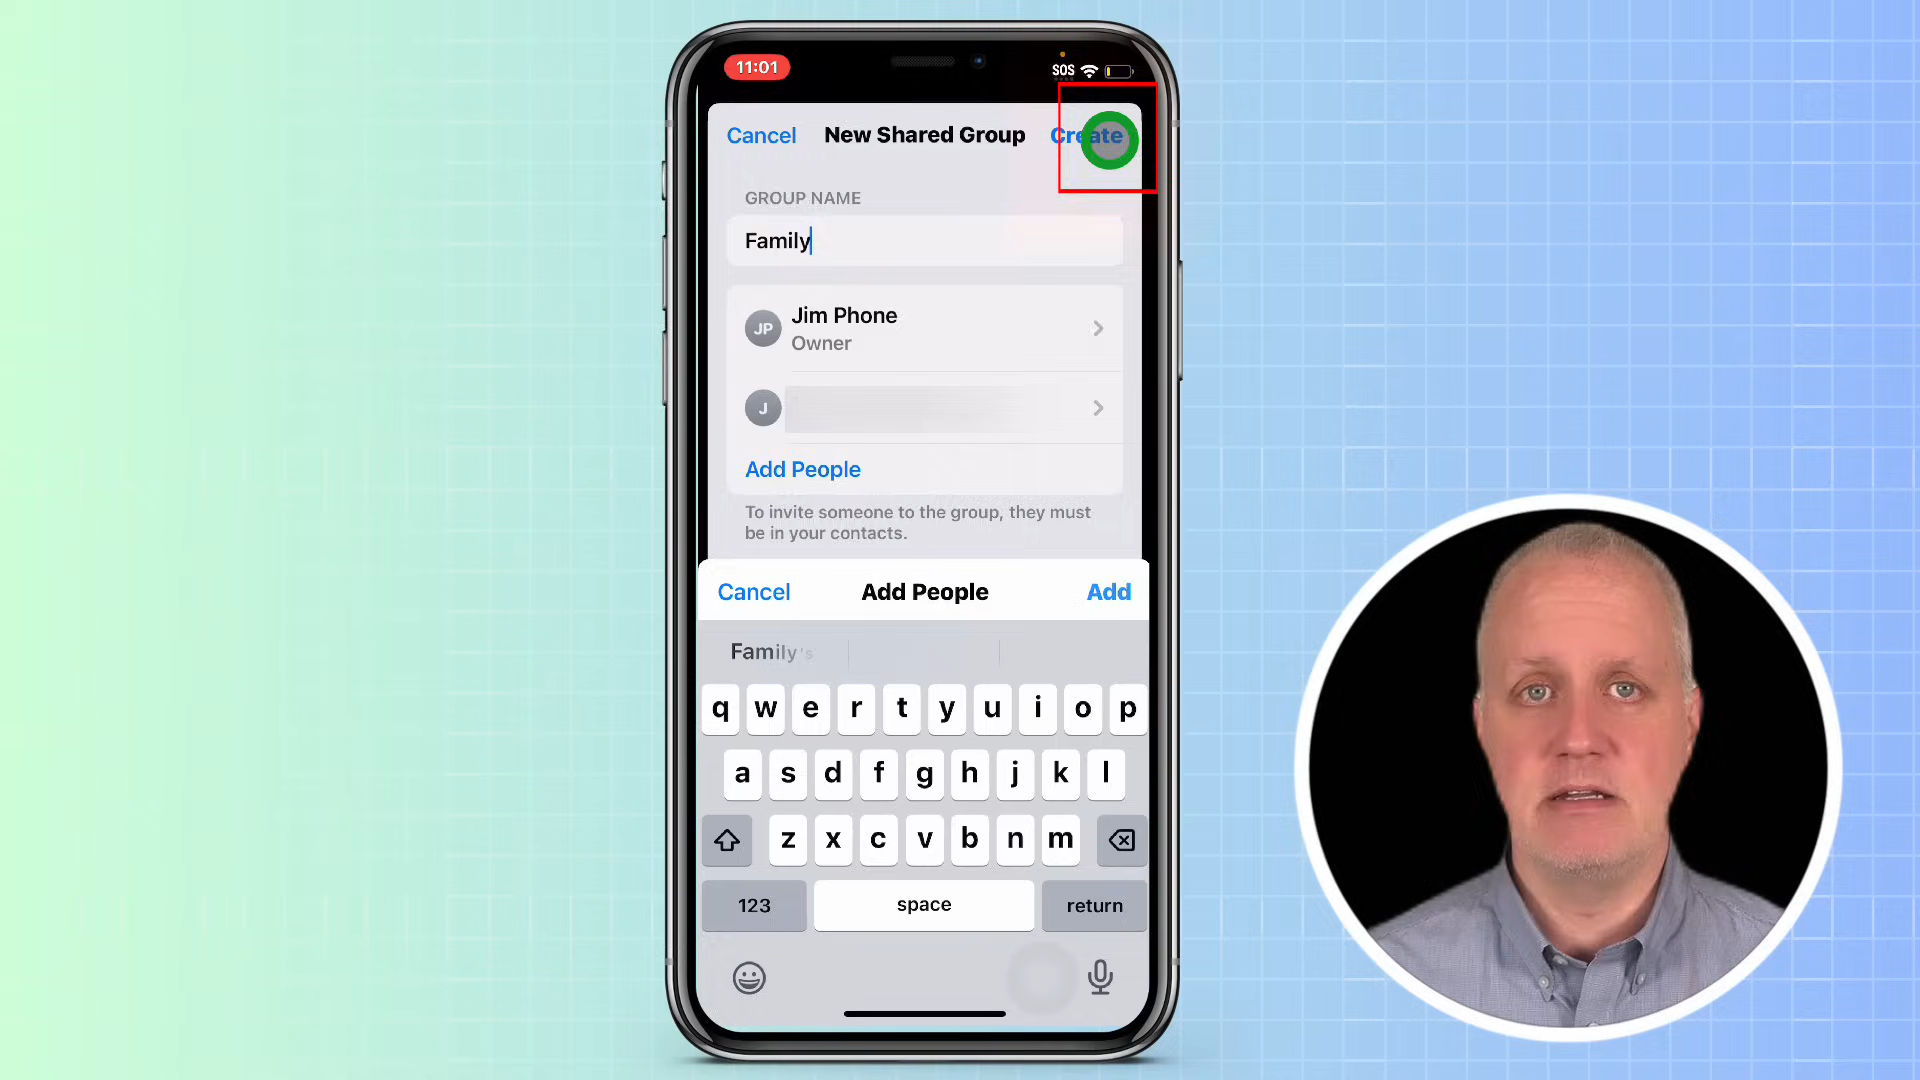 11:01
SOS
Cancel New Shared Group Create
GROUP NAME
Family
JP Jim Phone
Owner
J
Add People
To invite someone to the group, they must
be in your contacts.
Cancel Add People Add
Family's
q w e r t y u i o p
a s d f g h j k l
z x c v b n m
123 space return